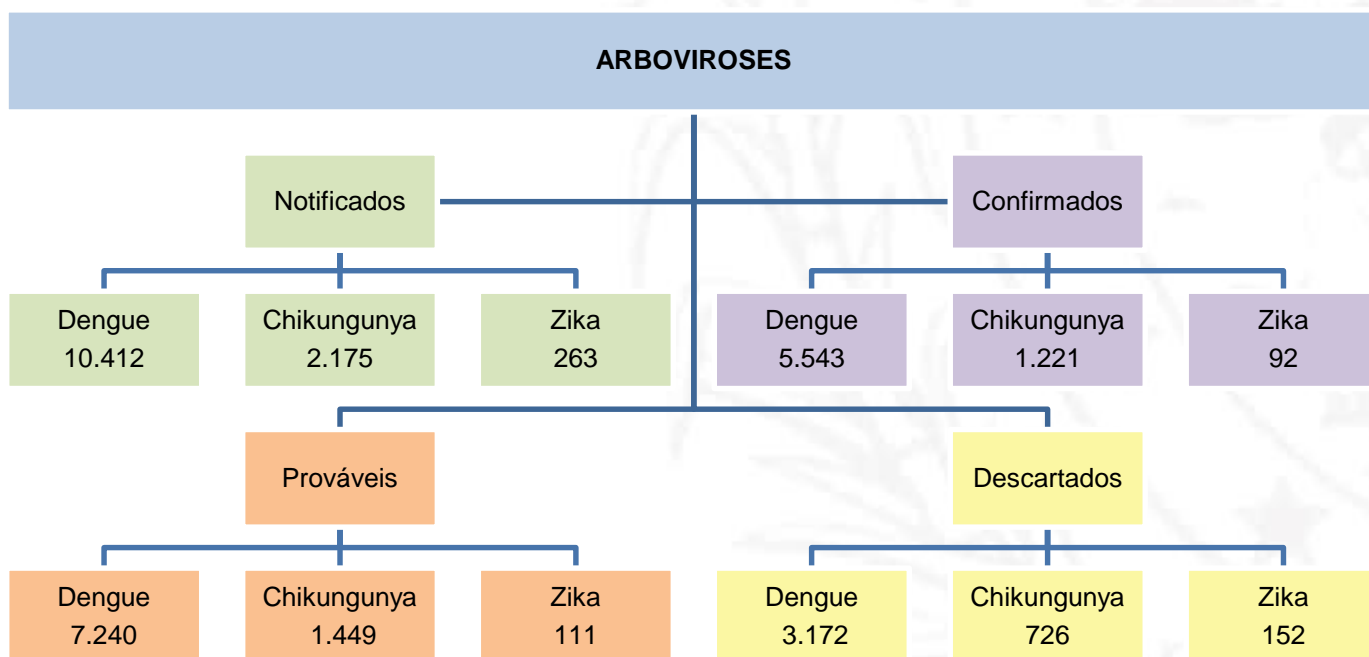 ARBOVIROSES
Notificados
Confirmados
Dengue
10.412
Chikungunya
2.175
Zika
263
Dengue
5.543
Chikungunya
1.221
Zika
92
Prováveis
Descartados
Dengue
7.240
Chikungunya
1.449
Zika
111
Dengue
3.172
Chikungunya
726
Zika
152